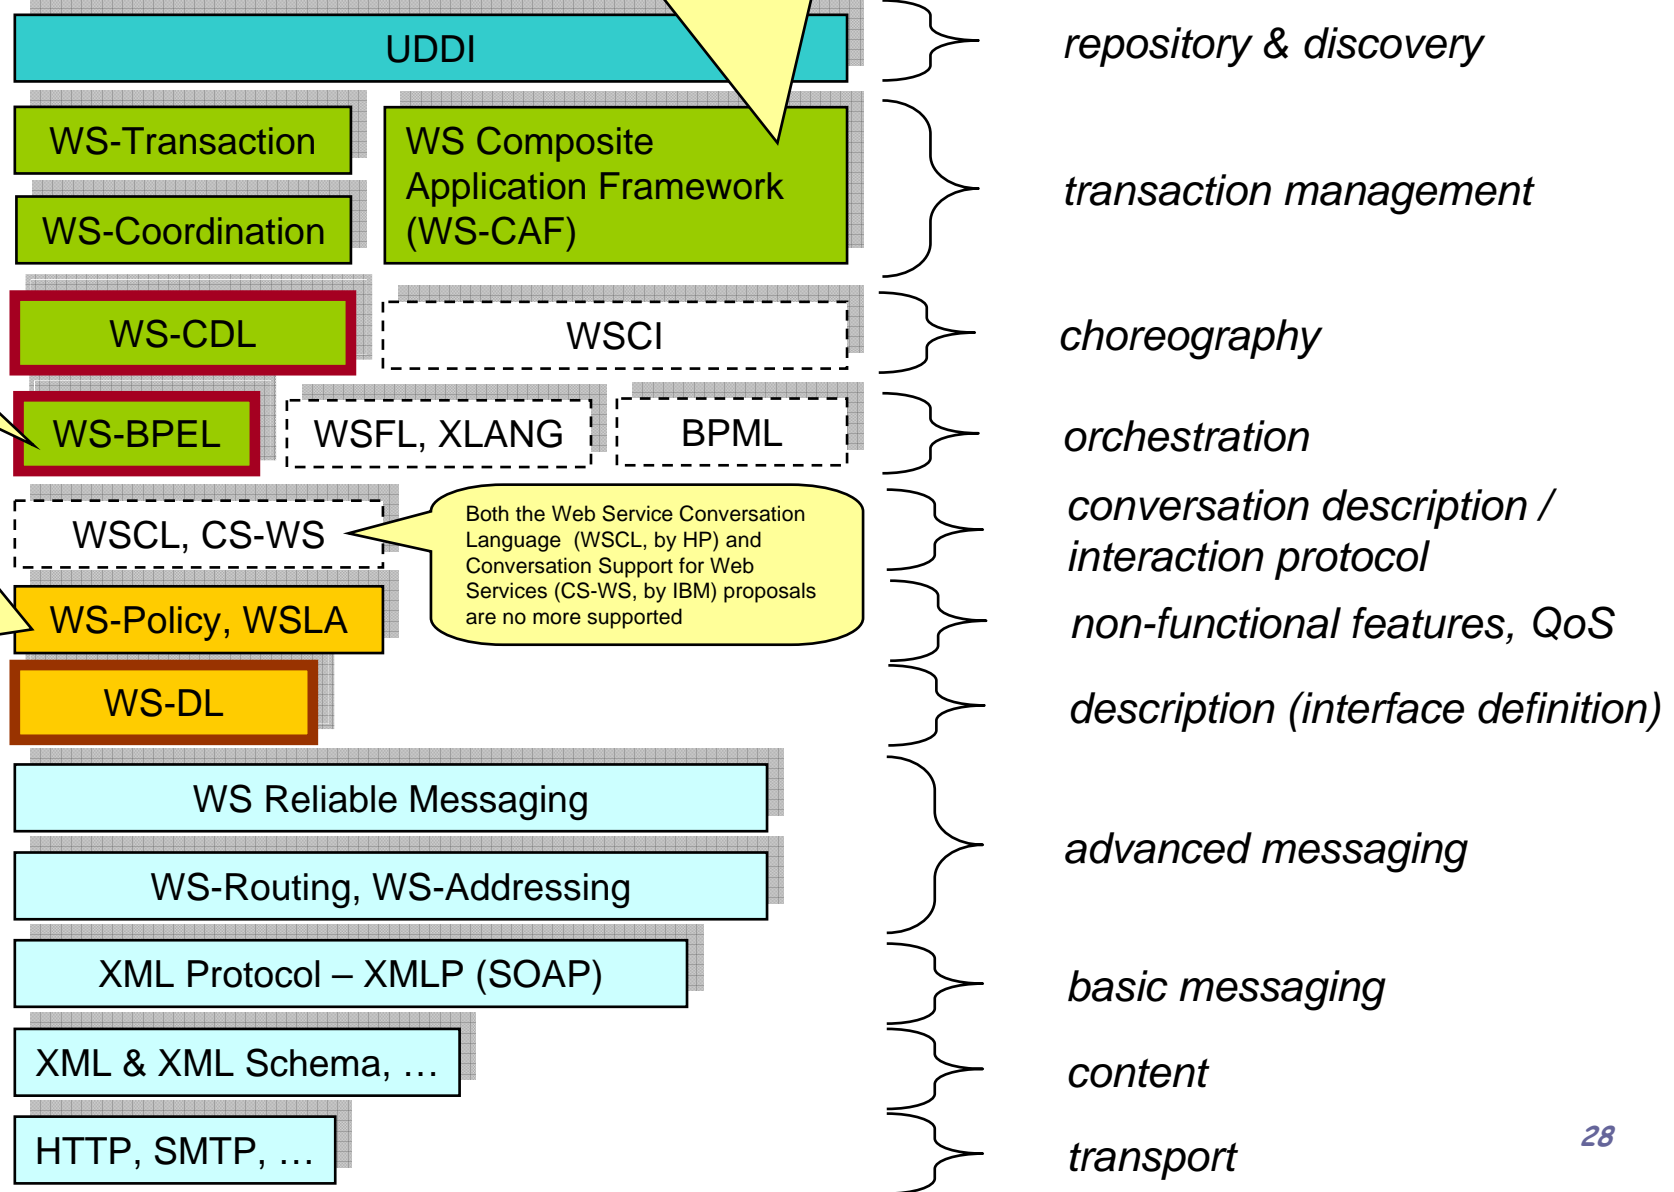 UDDI
repository & discovery
WS-Transaction
WS-Coordination
WS Composite
Application Framework
(WS-CAF)
transaction management
WS-CDL
WSCI
choreography
WS-BPEL
WSFL, XLANG
BPML
orchestration
WSCL, CS-WS
Both the Web Service Conversation
Language (WSCL, by HP) and
Conversation Support for Web
Services (CS-WS, by IBM) proposals
are no more supported
conversation description /
interaction protocol
WS-Policy, WSLA
non-functional features, QoS
WS-DL
description (interface definition)
WS Reliable Messaging
WS-Routing, WS-Addressing
advanced messaging
XML Protocol – XMLP (SOAP)
basic messaging
XML & XML Schema, …
content
HTTP, SMTP, …
transport
28